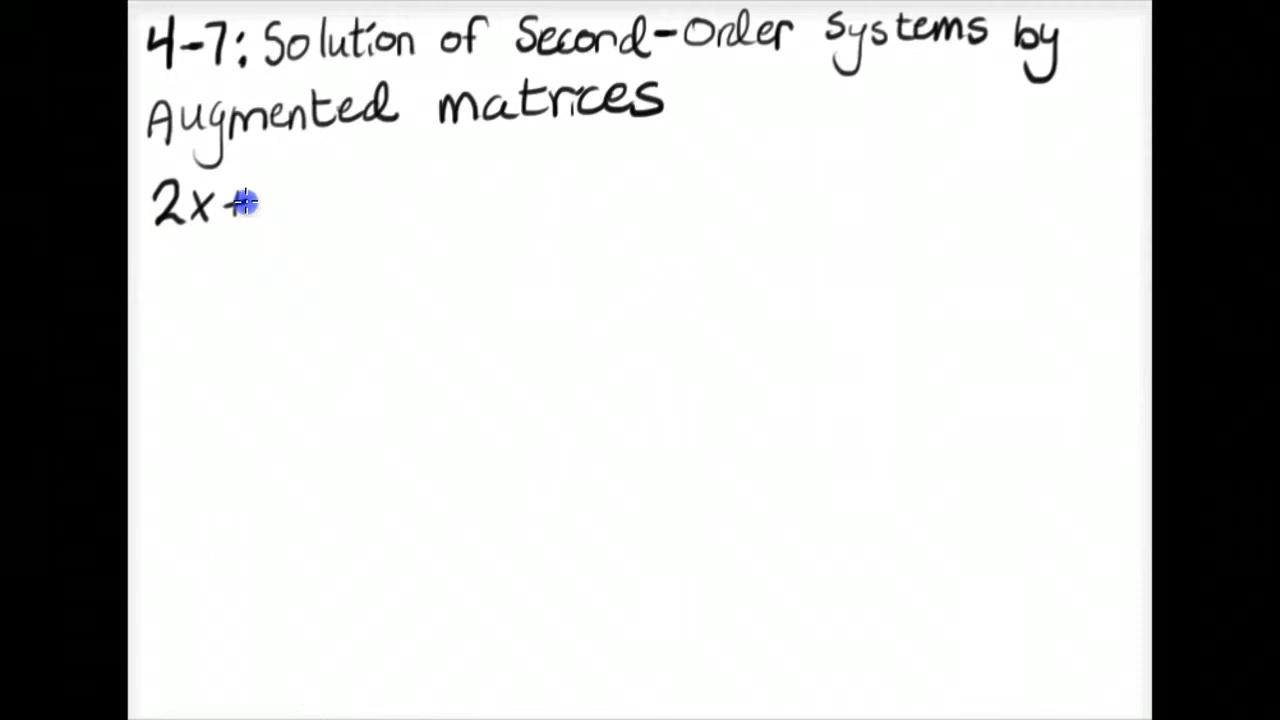 4-7: Solution of Second-Order Systems by
Augmented matrices
2x+